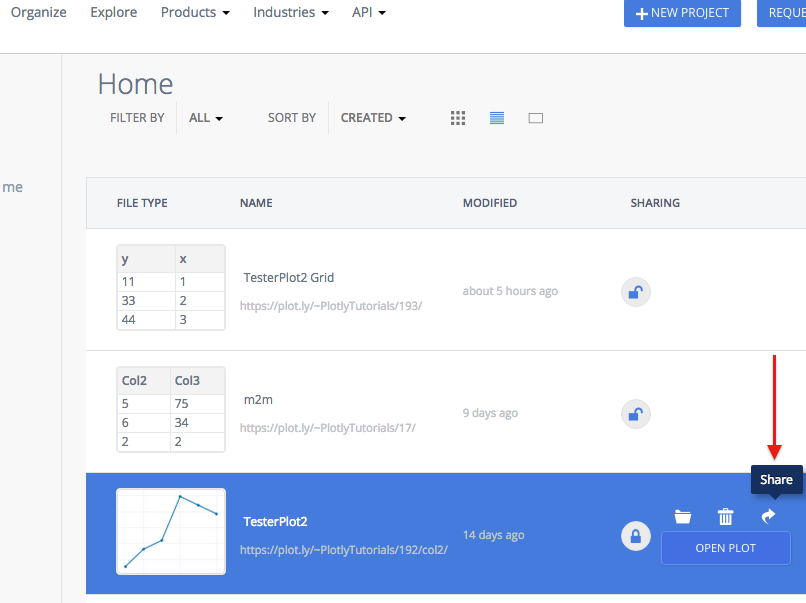 Organize Explore Products Industries API NEW PROJECT REQUE
Home
FILTER BY ALL SORT BY CREATED
me
FILE TYPE NAME MODIFIED SHARING
y x
11 1
33 2
44 3
TesterPlot2 Grid
https://plot.ly/~PlotlyTutorials/193/
about 5 hours ago
Col2 Col3
5 75
6 34
2 2
m2m
https://plot.ly/~PlotlyTutorials/17/
9 days ago
Share
TesterPlot2
https://plot.ly/~PlotlyTutorials/192/col2/
14 days ago
OPEN PLOT